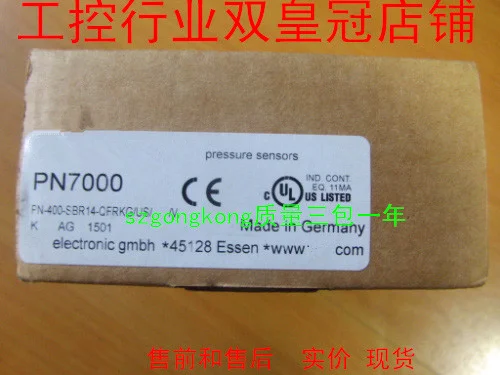 工控行业双皇冠店铺
pressure sensors
PN7000
CE
C UL US LISTED
IND. CONT.
EQ. 11MA
PN-400-SBR14-QFRKG/US/ /V
szgongkong质量三包一年
K AG 1501
Made in Germany
electronic gmbh *45128 Essen *www' com
售前和售后 实价 现货